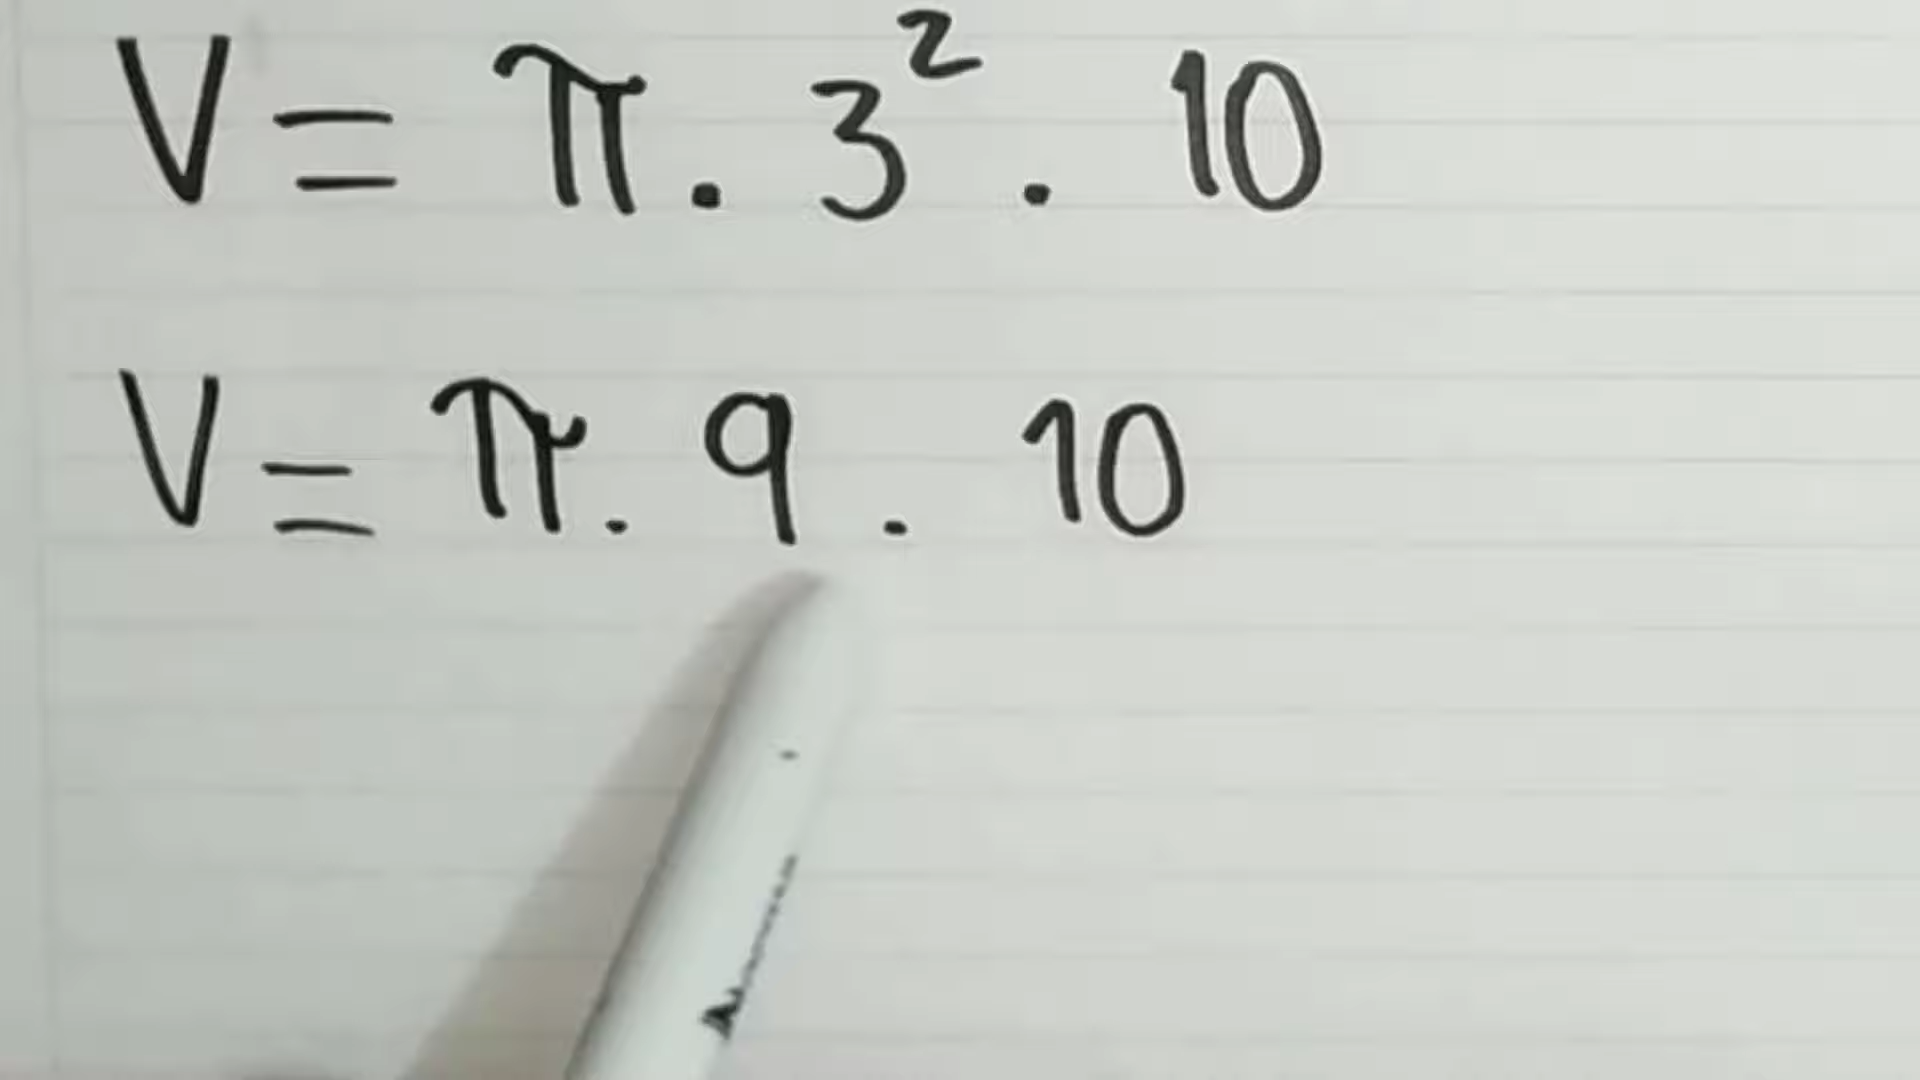 V = π . 3² . 10
V = π . 9 . 10